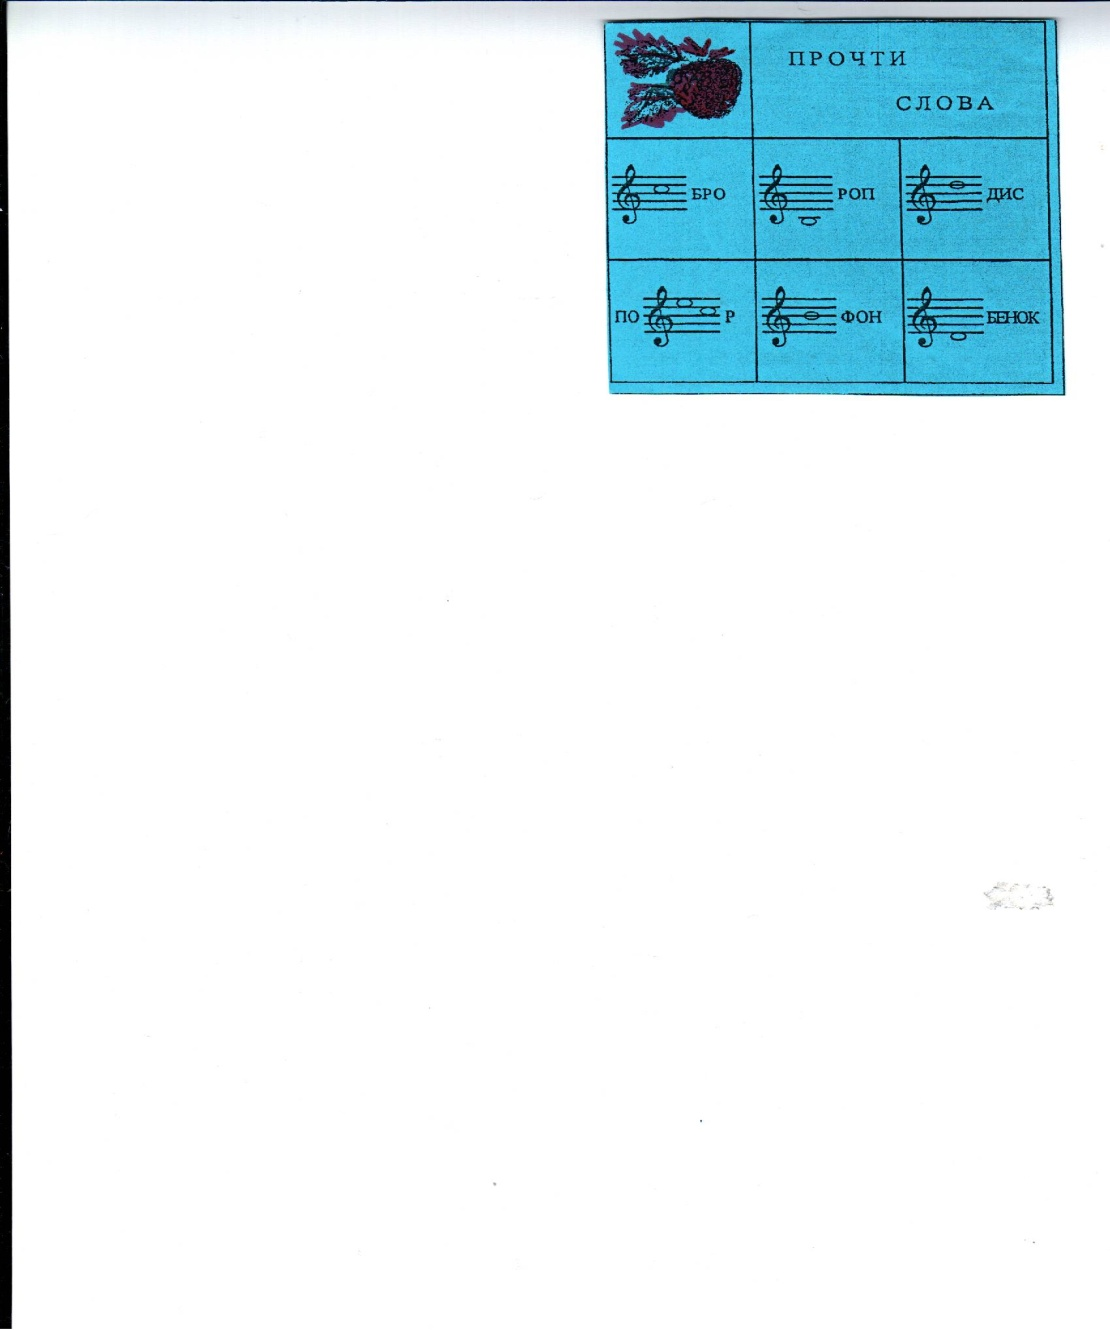 ПРОЧТИ
СЛОВА
БРО
РОП
ДИС
ПО Р
ФОН
БЕНОК